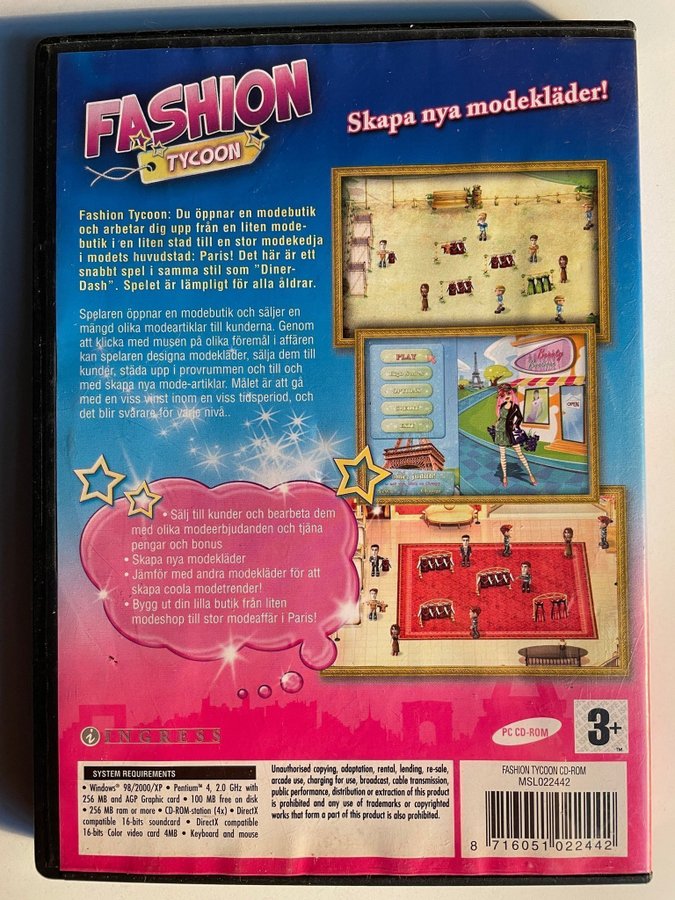 FASHION
TYCOON
Skapa nya modekläder!
Fashion Tycoon: Du öppnar en modebutik
och arbetar dig upp från en liten mode-
butik i en liten stad till en stor modekedja
i modets huvudstad: Paris! Det här är ett
snabbt spel i samma stil som "Diner-
Dash". Spelet är lämpligt för alla åldrar.
Spelaren öppnar en modebutik och säljer en
mängd olika modeartiklar till kunderna. Genom
att klicka med musen på olika föremål i affären
kan spelaren designa modekläder, sälja dem till
kunder, städa upp i provrummen och till och
med skapa nya mode-artiklar. Målet är att gå
med en viss vinst inom en viss tidsperiod, och
det blir svårare för varje nivå..
PLAY
OPTIONS
EXIT
OPEN
• Sälj till kunder och bearbeta dem
med olika modeerbjudanden och tjäna
pengar och bonus
• Skapa nya modekläder
• Jämför med andra modekläder för att
skapa coola modetrender!
• Bygg ut din lilla butik från liten
modeshop till stor modeaffär i Paris!
INGRESS
PC CD-ROM
3+
TM
SYSTEM REQUIREMENTS
• Windows® 98/2000/XP • Pentium® 4, 2.0 GHz with
256 MB and AGP Graphic card • 100 MB free on disk
• 256 MB ram or more • CD-ROM-station (4x) • DirectX
compatible 16-bits soundcard • DirectX compatible
16-bits Color video card 4MB • Keyboard and mouse
Unauthorised copying, adaptation, rental, lending, re-sale,
arcade use, charging for use, broadcast, cable transmission,
public performance, distribution or extraction of this product
is prohibited and any use of trademarks or copyrighted
works that form a part of this product is also prohibited.
FASHION TYCOON CD-ROM
MSL022442
8 716051 022442